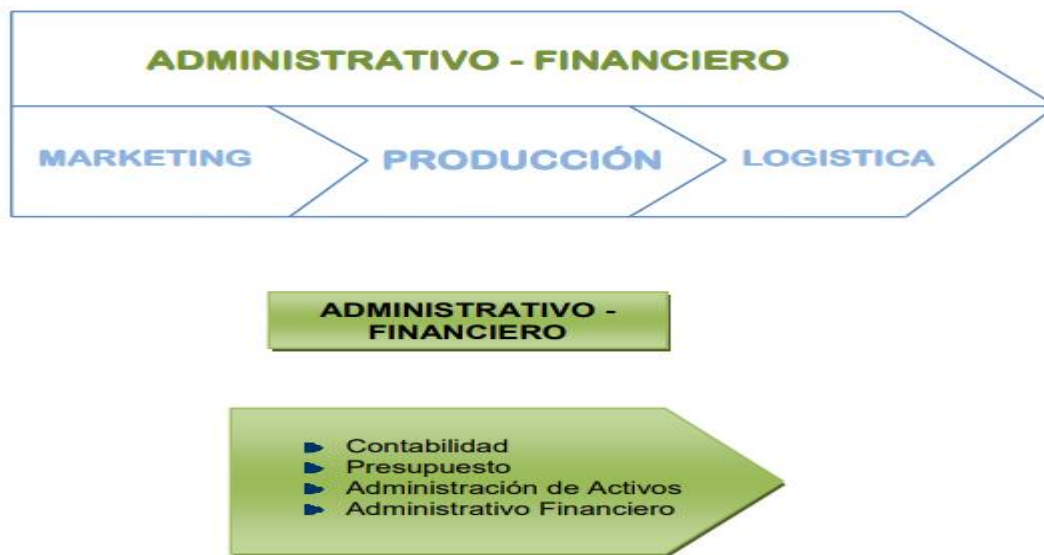 ADMINISTRATIVO - FINANCIERO
MARKETING
PRODUCCIÓN
LOGISTICA
ADMINISTRATIVO -
FINANCIERO
Contabilidad
Presupuesto
Administración de Activos
Administrativo Financiero